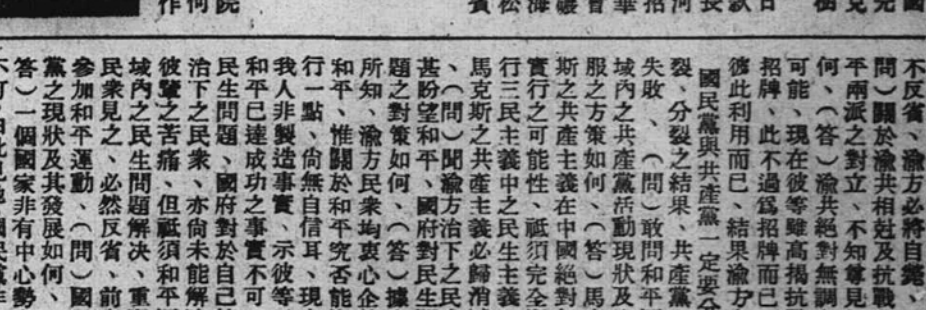 國
克
日
款
長
河
招
華
曾
礙
海
松
賓
院
何
作
不反省、渝方必將自斃、
問）關於渝共相尅及抗戰
平兩派之對立、不知尊見
何、（答）渝共絕對無調
可能、現在彼等雖高揭抗
招牌、此不過爲招牌而已
彼此利用而已、結果渝方
國民黨與共產黨一定要分
裂、分裂之結果、共產黨
失敗、（問）敢問和平
域內之共產黨活動現狀及
服之方策如何、（答）馬
斯之共產主義在中國絕對
實行之可能性、祇須完全
行三民主義中之民生主義
馬克斯之共產主義必歸消
、（問）聞渝方治下之民
甚盼望和平、國府對民生
題之對策如何、（答）據
所知、渝方民衆均衷心企
和平、惟關於和平究否能
行一點、尙無自信耳、現
我人非製造事實、示彼等
和平已達成功之事實不可
民生問題、國府對於自己
治下之民衆、亦尙未能解
彼覽之苦痛、但祇須和平
域內之民生問題解決、重
民衆見之、必然反省、前
參加和平運動、（問）國
黨之現狀及其發展如何、
答）一個國家非有中心勢